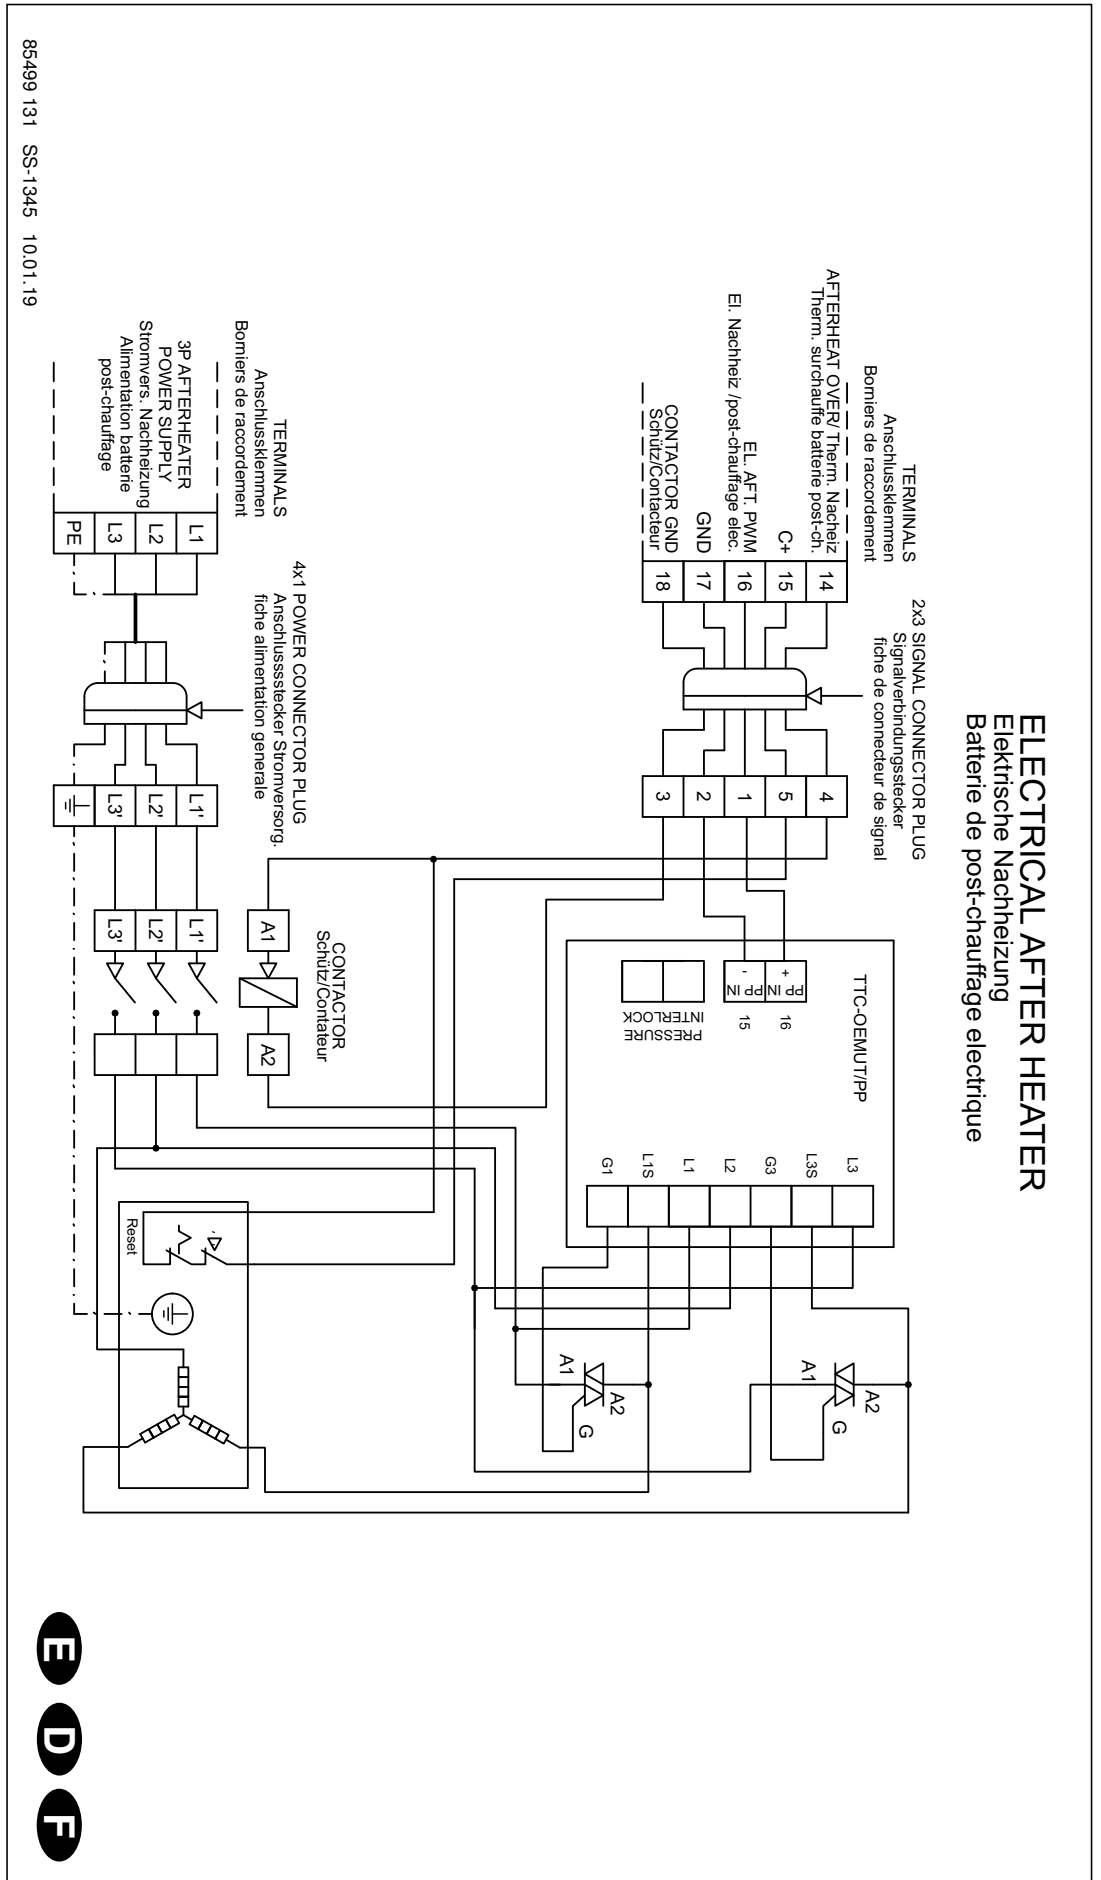 ELECTRICAL AFTER HEATER
Elektrische Nachheizung
Batterie de post-chauffage electrique
TERMINALS
Anschlussklemmen
Borniers de raccordement
2x3 SIGNAL CONNECTOR PLUG
Signalverbindungsstecker
fiche de connecteur de signal
AFTERHEAT OVER/ Therm. Nacheiz
Therm. surchauffe batterie post-ch.
C+
EL. AFT. PWM
El. Nachheiz /post-chauffage elec.
GND
CONTACTOR GND
Schütz/Contacteur
14
15
16
17
18
4
5
1
2
3
TTC-OEMUT/PP
+
PP IN
-
PP IN
16
15
PRESSURE
INTERLOCK
L3
L3S
G3
L2
L1
L1S
G1
A1
A2
G
A1
A2
G
CONTACTOR
Schütz/Contateur
A1
A2
TERMINALS
Anschlussklemmen
Borniers de raccordement
3P AFTERHEATER
POWER SUPPLY
Stromvers. Nachheizung
Alimentation batterie
post-chauffage
L1
L2
L3
PE
4x1 POWER CONNECTOR PLUG
Anschlussstecker Stromversorg.
fiche alimentation generale
L1'
L2'
L3'
L1'
L2'
L3'
Reset
85499 131 SS-1345 10.01.19
E
D
F